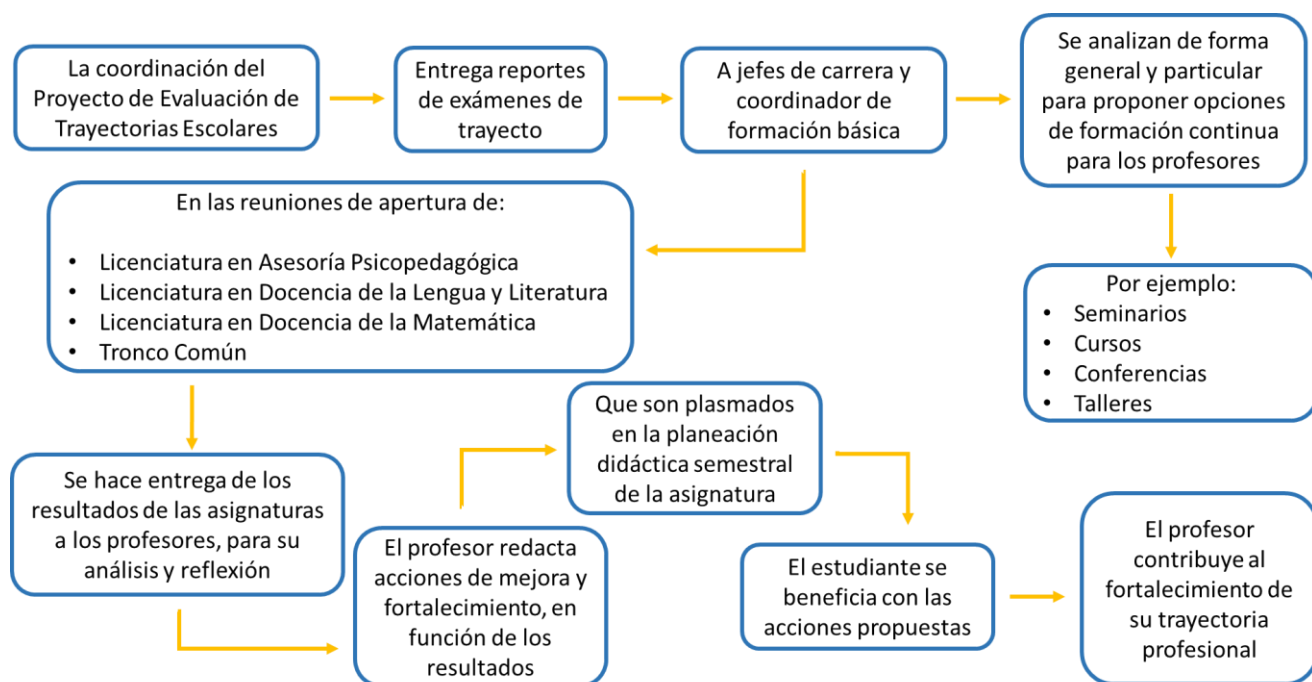 La coordinación del
Proyecto de Evaluación de
Trayectorias Escolares
Entrega reportes
de exámenes de
trayecto
A jefes de carrera y
coordinador de
formación básica
Se analizan de forma
general y particular
para proponer opciones
de formación continua
para los profesores
Por ejemplo:
• Seminarios
• Cursos
• Conferencias
• Talleres
En las reuniones de apertura de:
• Licenciatura en Asesoría Psicopedagógica
• Licenciatura en Docencia de la Lengua y Literatura
• Licenciatura en Docencia de la Matemática
• Tronco Común
Se hace entrega de los
resultados de las asignaturas
a los profesores, para su
análisis y reflexión
El profesor redacta
acciones de mejora y
fortalecimiento, en
función de los
resultados
Que son plasmados
en la planeación
didáctica semestral
de la asignatura
El estudiante se
beneficia con las
acciones propuestas
El profesor
contribuye al
fortalecimiento de
su trayectoria
profesional